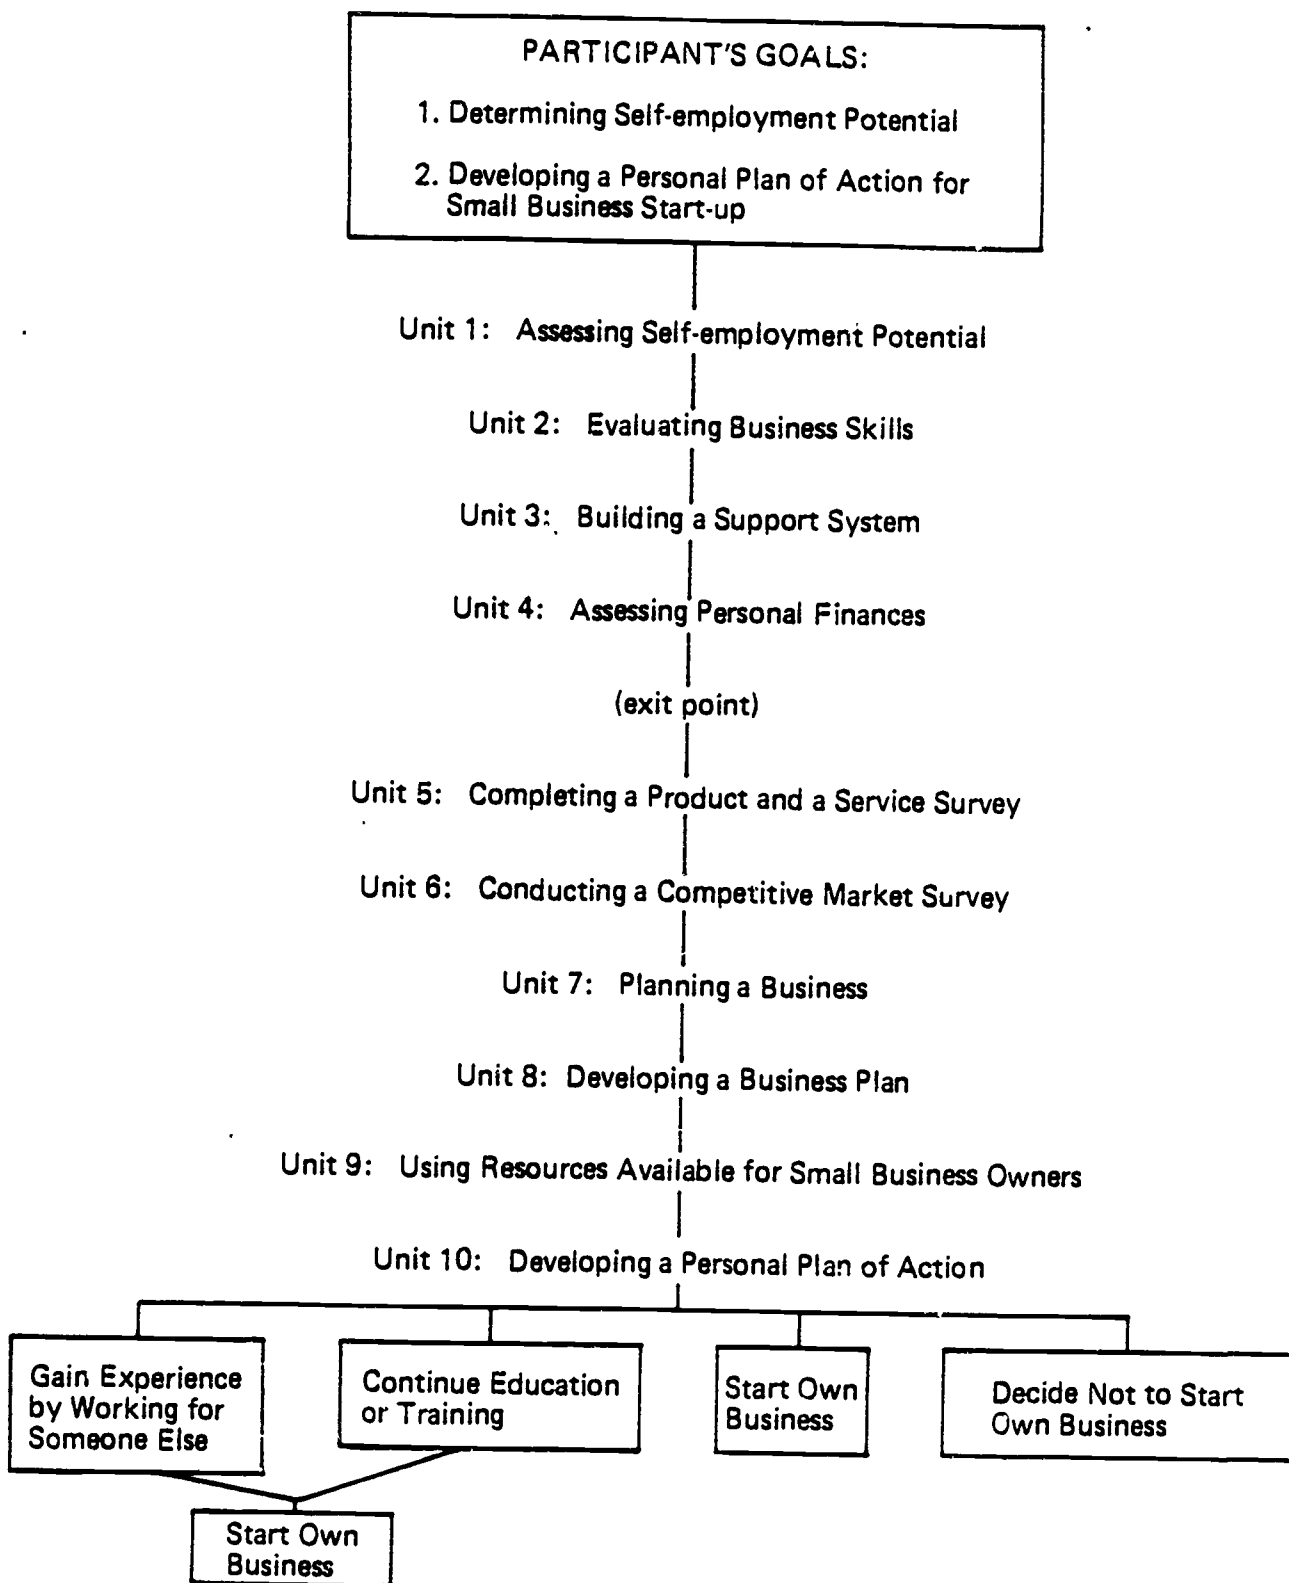 PARTICIPANT'S GOALS:
1. Determining Self-employment Potential
2. Developing a Personal Plan of Action for
Small Business Start-up
Unit 1: Assessing Self-employment Potential
Unit 2: Evaluating Business Skills
Unit 3: Building a Support System
Unit 4: Assessing Personal Finances
(exit point)
Unit 5: Completing a Product and a Service Survey
Unit 6: Conducting a Competitive Market Survey
Unit 7: Planning a Business
Unit 8: Developing a Business Plan
Unit 9: Using Resources Available for Small Business Owners
Unit 10: Developing a Personal Plan of Action
Gain Experience
by Working for
Someone Else
Continue Education
or Training
Start Own
Business
Decide Not to Start
Own Business
Start Own
Business